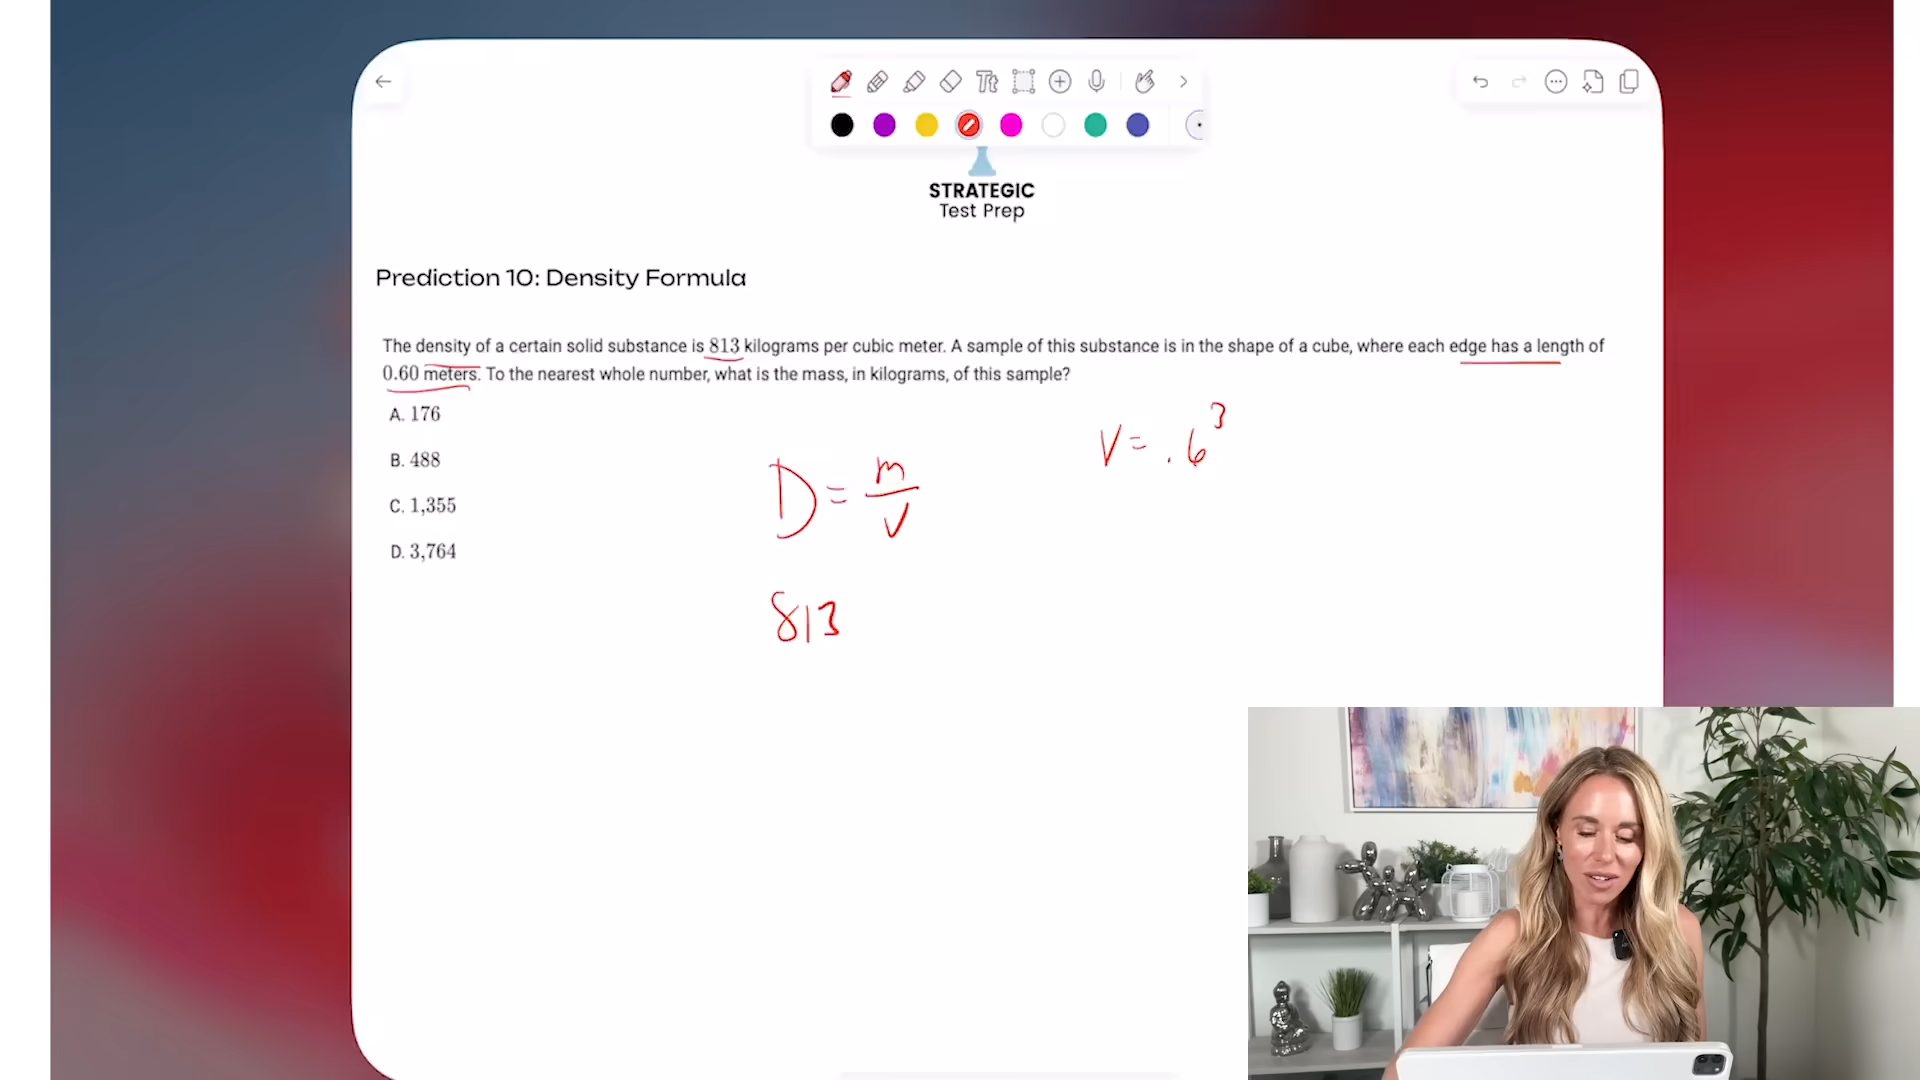 Tt
STRATEGIC
Test Prep
Prediction 10: Density Formula
The density of a certain solid substance is 813 kilograms per cubic meter. A sample of this substance is in the shape of a cube, where each edge has a length of
0.60 meters. To the nearest whole number, what is the mass, in kilograms, of this sample?
A. 176
B. 488
C. 1,355
D. 3,764
D = m/V
V = .6³
813